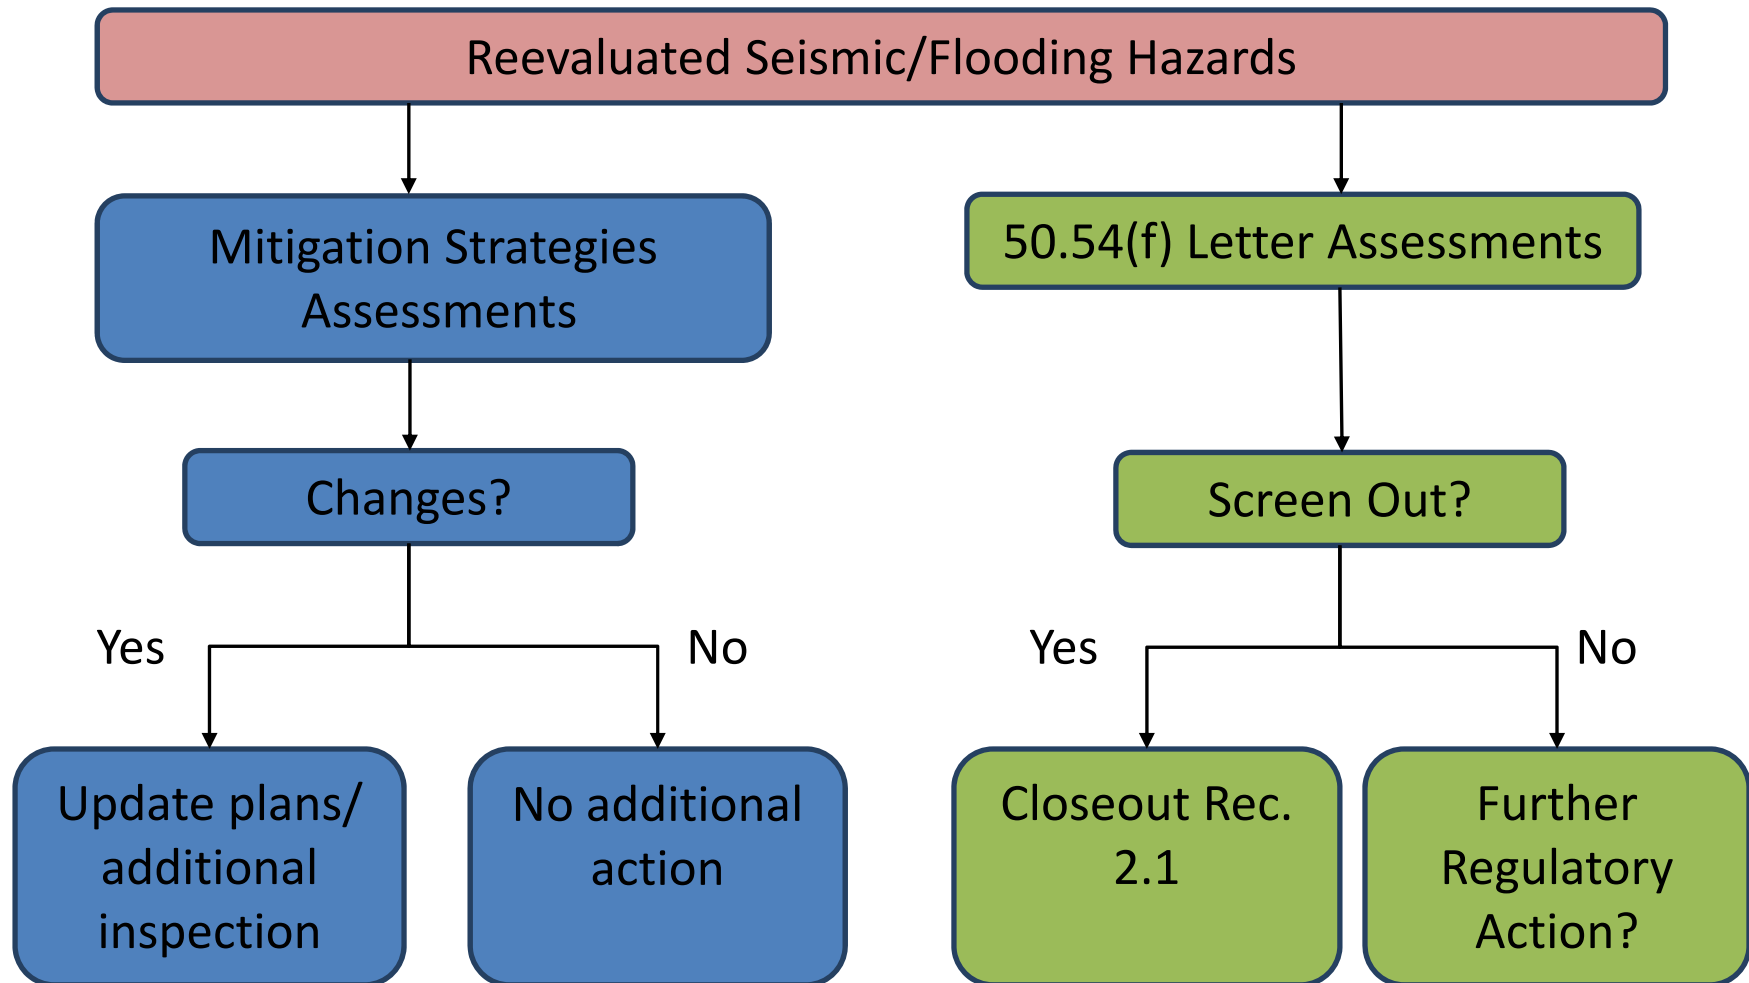 Reevaluated Seismic/Flooding Hazards
Mitigation Strategies
Assessments
50.54(f) Letter Assessments
Changes?
Screen Out?
Yes
No
Yes
No
Update plans/
additional
inspection
No additional
action
Closeout Rec.
2.1
Further
Regulatory
Action?